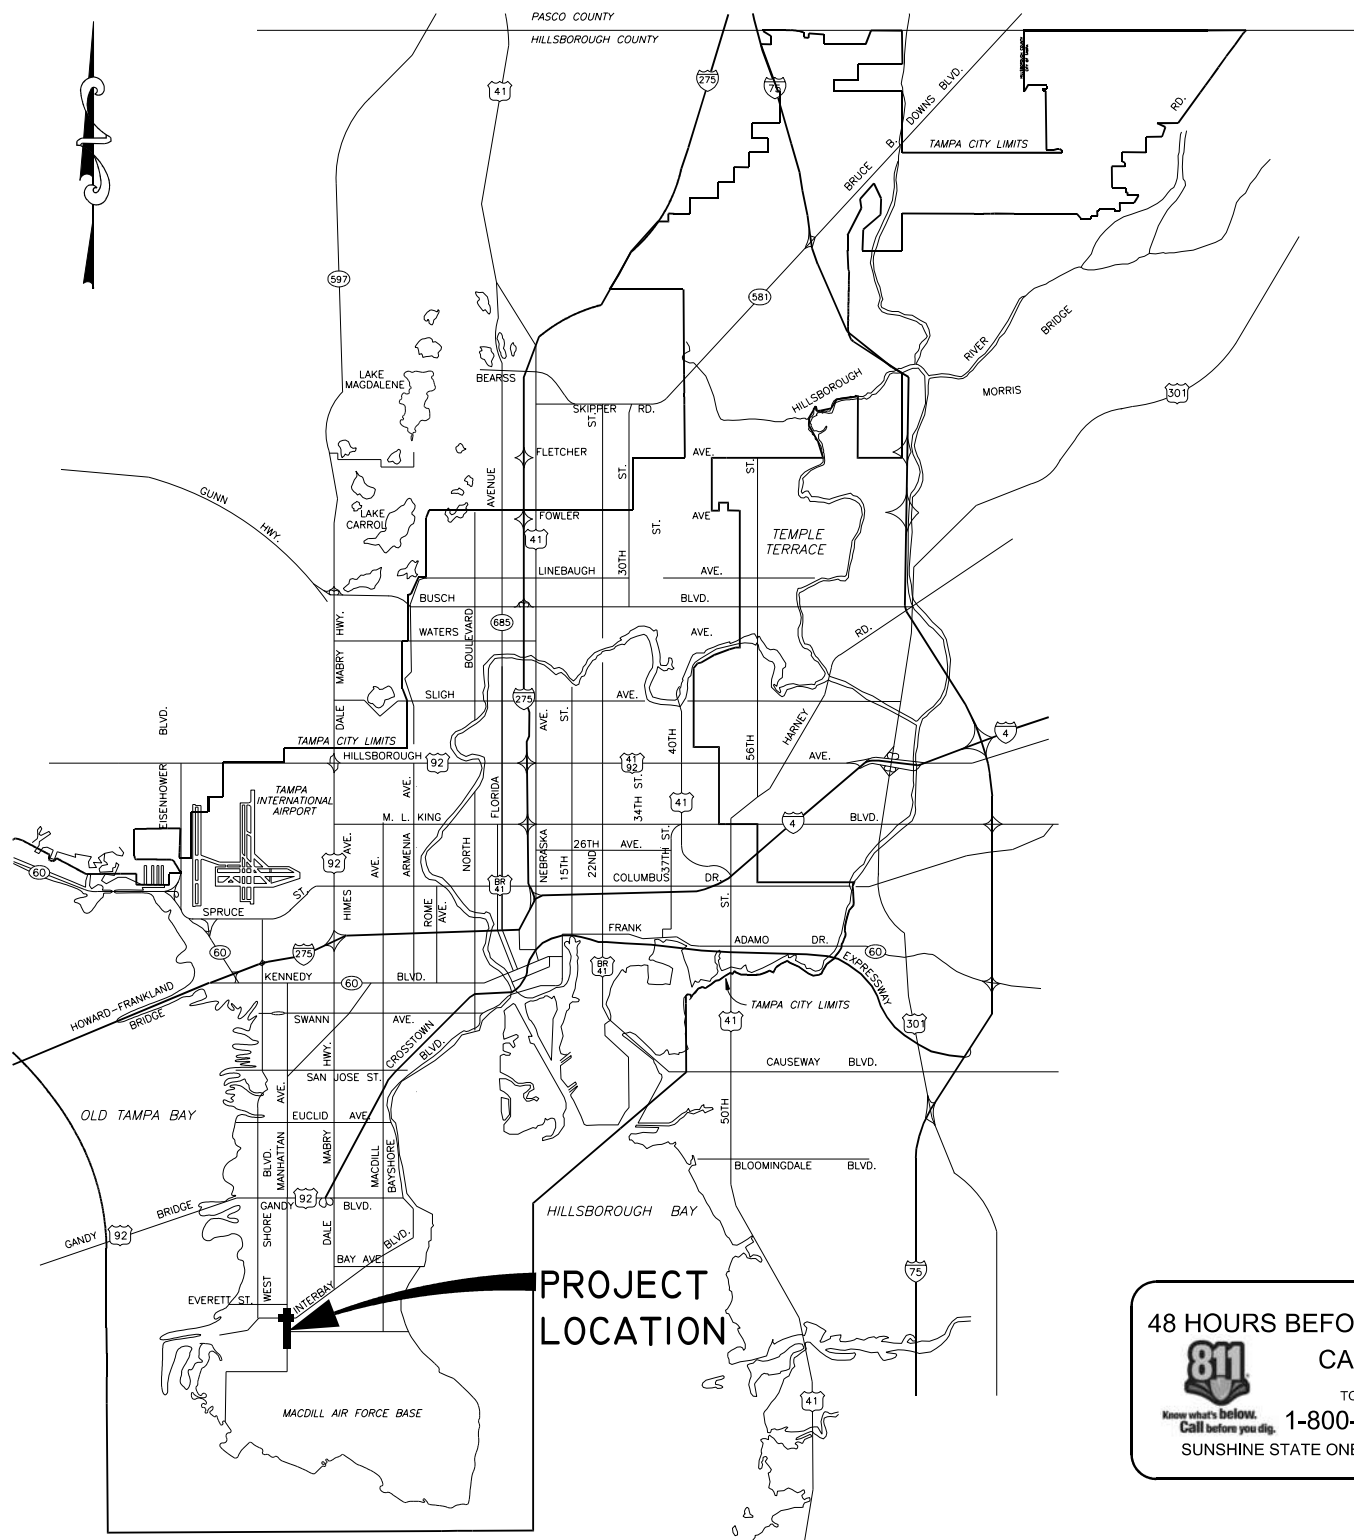 PASCO COUNTY
HILLSBOROUGH COUNTY
275
75
41
BRUCE B. DOWNS BLVD.
RD.
TAMPA CITY LIMITS
597
581
BRIDGE
RIVER
HILLSBOROUGH
MORRIS
301
LAKE
MAGDALENE
BEARSS
SKIPPER RD.
ST.
FLETCHER AVE.
ST.
ST.
AVENUE
GUNN
HWY.
LAKE
CARROL
FOWLER AVE
41
ST.
TEMPLE
TERRACE
LINEBAUGH AVE.
30TH
BUSCH BLVD.
HWY.
WATERS AVE.
685
BOULEVARD
RD.
MABRY
SLIGH AVE.
275
BLVD.
DALE
AVE.
ST.
40TH
56TH
HARNEY
4
TAMPA CITY LIMITS
HILLSBOROUGH AVE.
92
41
92
EISENHOWER
TAMPA
INTERNATIONAL
AIRPORT
AVE.
FLORIDA
34TH ST.
41
M. L. KING BLVD.
4
AVE.
AVE.
ARMENIA
NORTH
NEBRASKA
15TH
22ND
26TH AVE.
37TH ST.
60
92
COLUMBUS DR.
BR
41
ST.
SPRUCE
HIMES
ROME
AVE.
ST.
FRANK
ADAMO DR.
60
60
275
KENNEDY BLVD.
60
BR
41
EXPRESSWAY
HOWARD-FRANKLAND
BRIDGE
TAMPA CITY LIMITS
SWANN AVE.
CROSSTOWN
BLVD.
41
301
HWY.
CAUSEWAY BLVD.
SAN JOSE ST.
AVE.
OLD TAMPA BAY
EUCLID AVE.
50TH
BLVD.
MANHATTAN
MABRY
MACDILL
BAYSHORE
BLOOMINGDALE BLVD.
92
GANDY BLVD.
GANDY BRIDGE
92
SHORE
DALE
BLVD.
HILLSBOROUGH BAY
BAY AVE.
75
WEST
INTERBAY
EVERETT ST.
PROJECT
LOCATION
MACDILL AIR FORCE BASE
41
48 HOURS BEFO
CA
811
TO
Know what's below.
Call before you dig.
1-800-
SUNSHINE STATE ONE